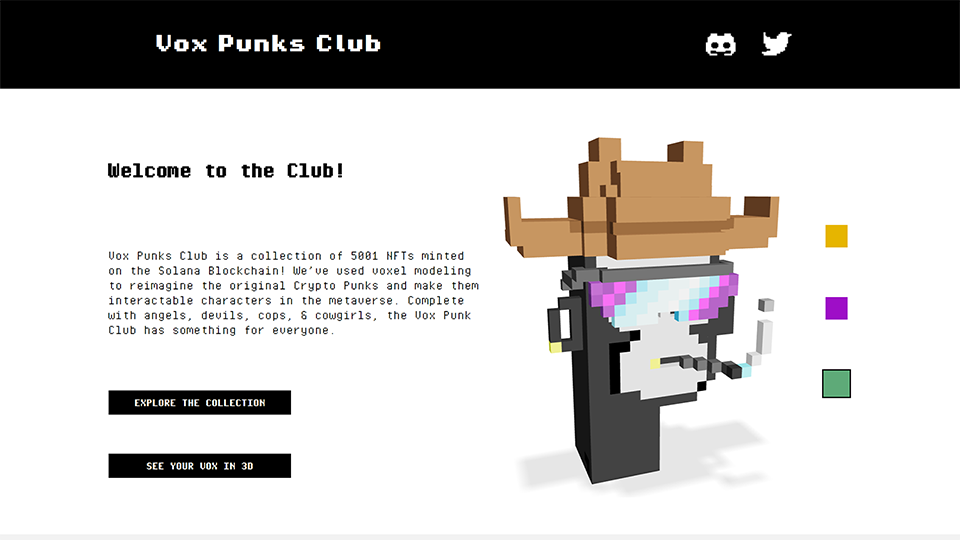 Vox Punks Club
Welcome to the Club!
Vox Punks Club is a collection of 5001 NFTs minted
on the Solana Blockchain! We've used voxel modeling
to reimagine the original Crypto Punks and make them
interactable characters in the metaverse. Complete
with angels, devils, cops, & cowgirls, the Vox Punk
Club has something for everyone.
EXPLORE THE COLLECTION
SEE YOUR VOX IN 3D